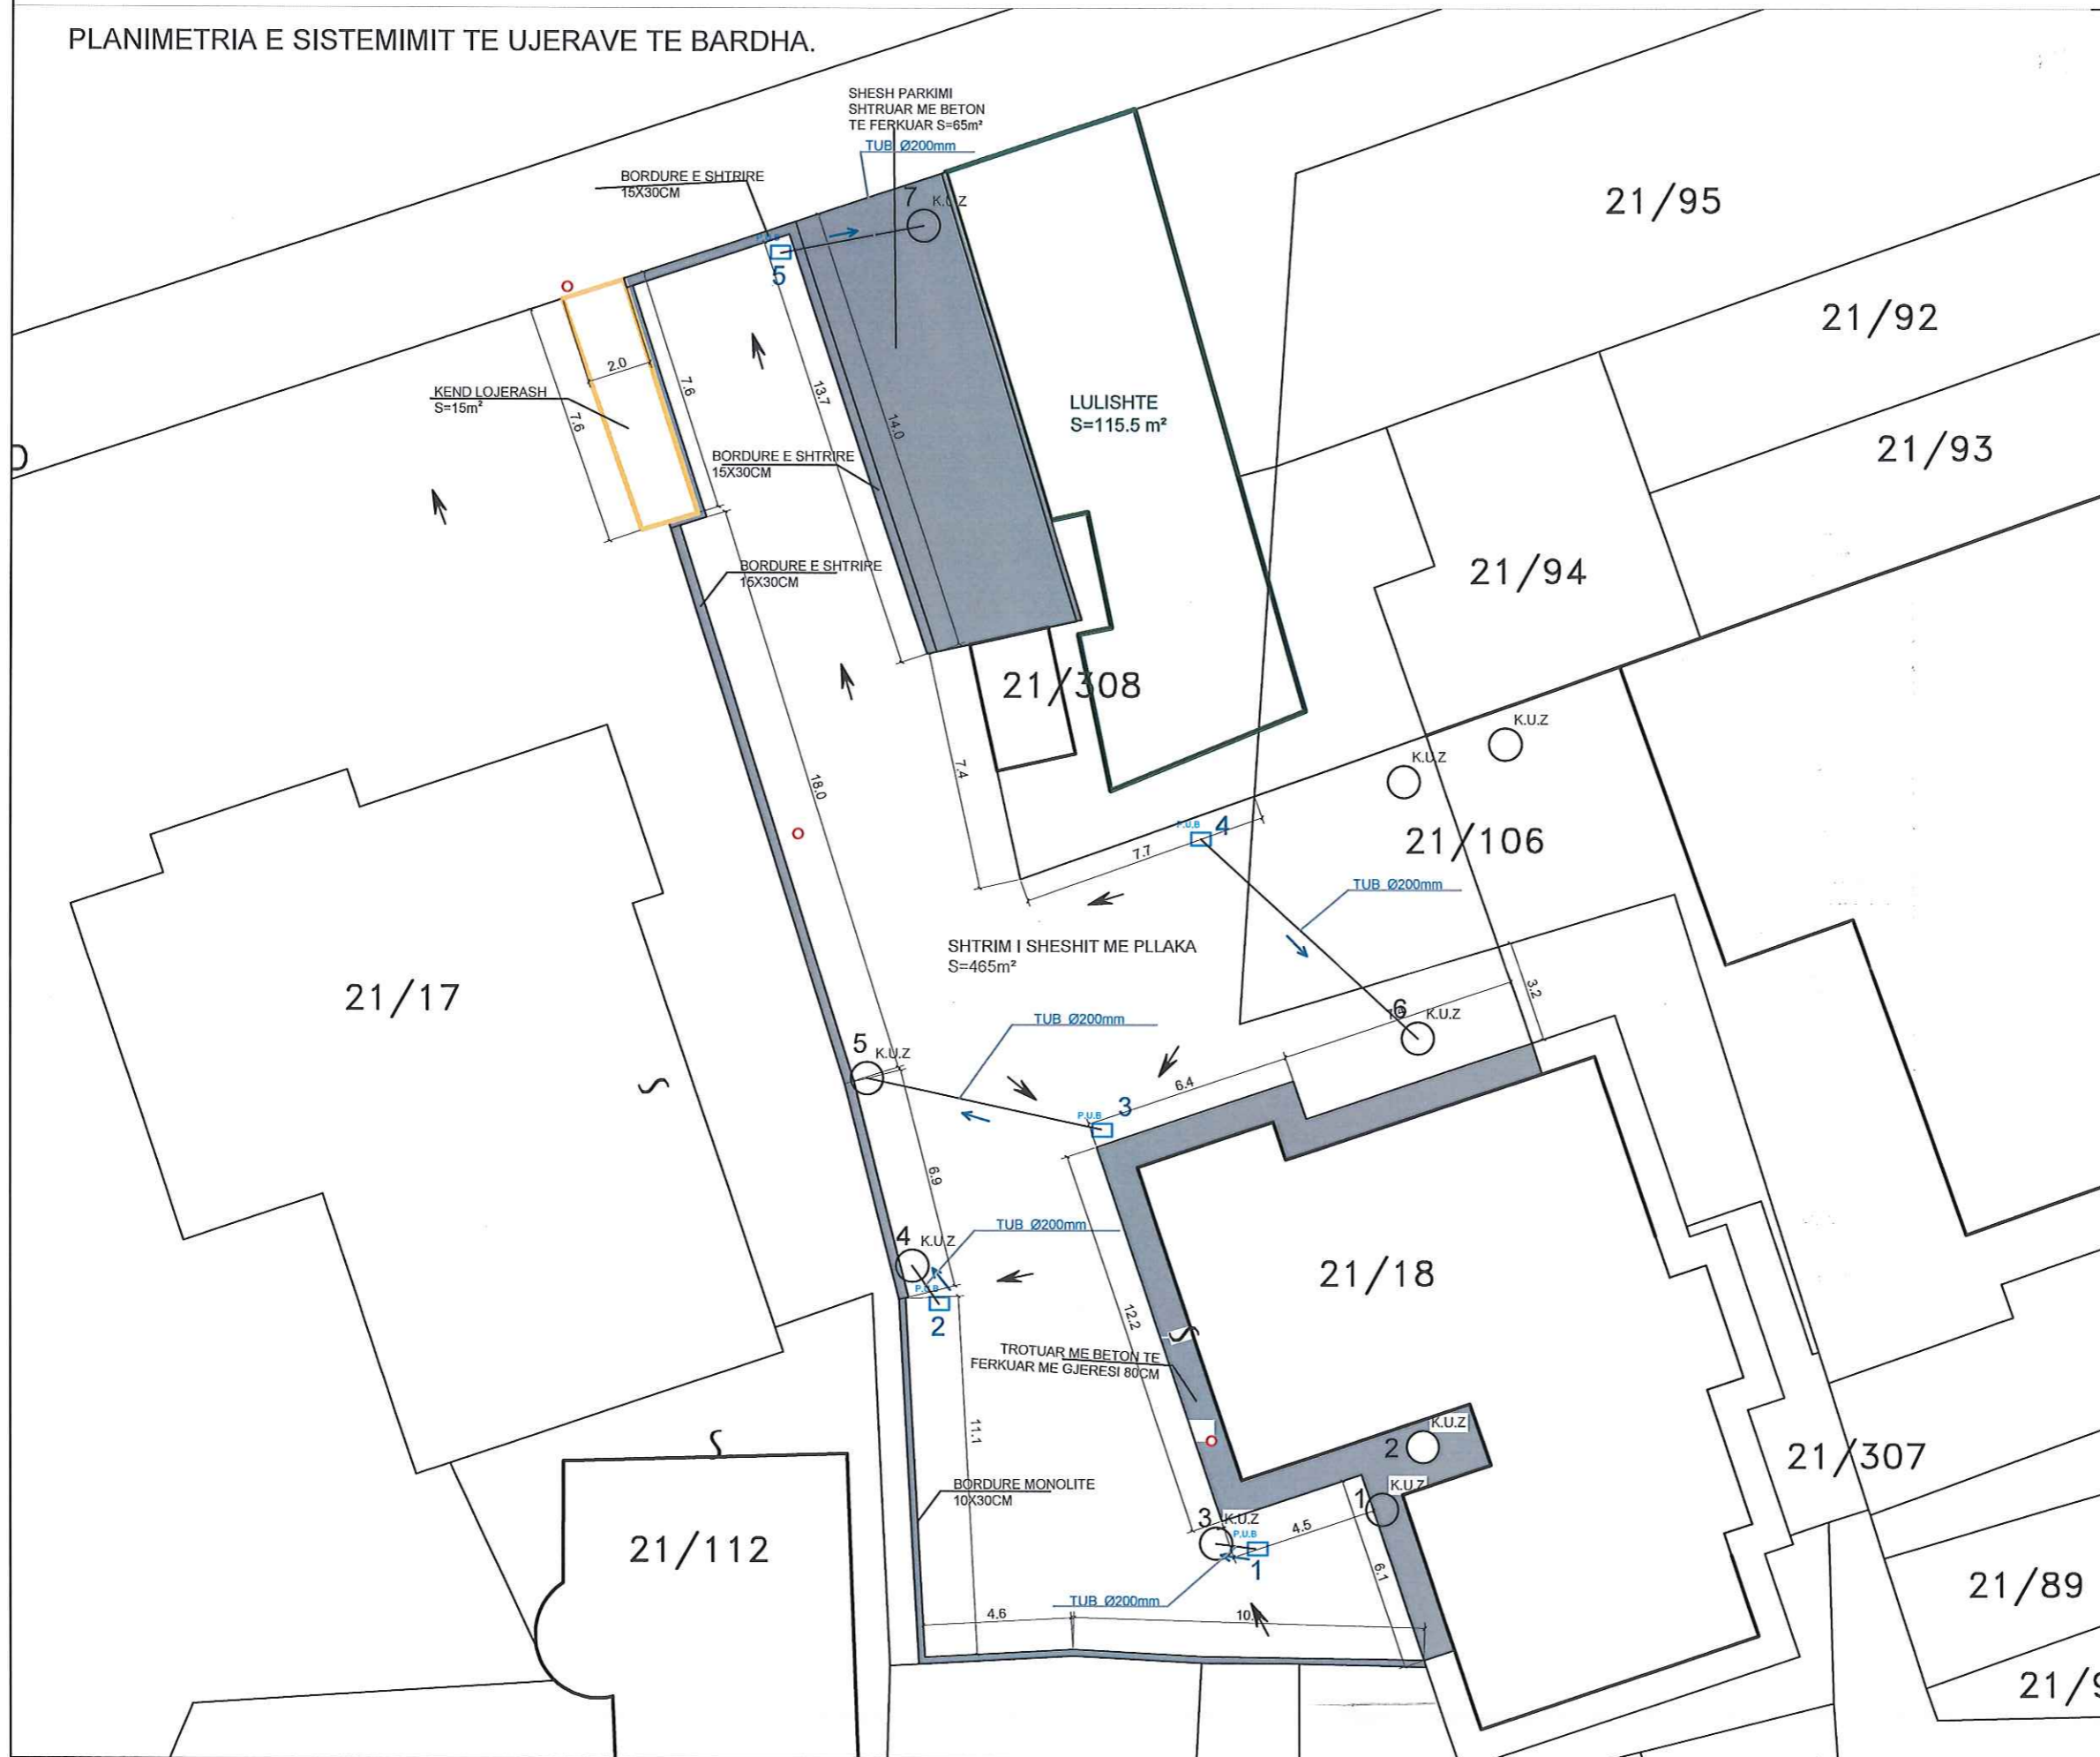 PLANIMETRIA E SISTEMIMIT TE UJERAVE TE BARDHA.
SHESH PARKIMI
SHTRUAR ME BETON
TE FERKUAR S=65m²
TUB Ø200mm
BORDURE E SHTRIRE
15X30CM
7
K.U.Z
21/95
P.U.B
5
21/92
2.0
7.6
13.7
14.0
KEND LOJERASH
S=15m²
7.6
LULISHTE
S=115.5 m²
21/93
BORDURE E SHTRIRE
15X30CM
BORDURE E SHTRIRE
15X30CM
21/94
21/308
K.U.Z
K.U.Z
7.4
18.0
P.U.B
4
7.7
21/106
TUB Ø200mm
SHTRIM I SHESHIT ME PLLAKA
S=465m²
21/17
3.2
6
K.U.Z
TUB Ø200mm
5
K.U.Z
S
6.4
P.U.B
3
6.9
TUB Ø200mm
4
K.U.Z
P.U.B
2
21/18
12.2
S
TROTUAR ME BETON TE
FERKUAR ME GJERESI 80CM
11.1
S
K.U.Z
2
21/307
BORDURE MONOLITE
10X30CM
K.U.Z
1
3
K.U.Z
P.U.B
4.5
1
21/112
6.1
21/89
TUB Ø200mm
4.6
10.
21/9